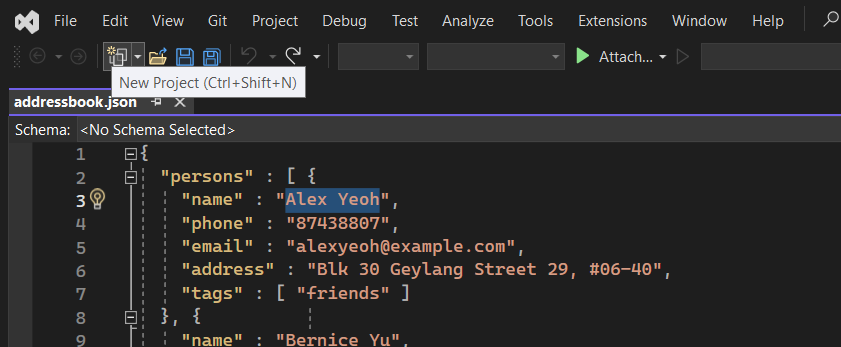 File Edit View Git Project Debug Test Analyze Tools Extensions Window Help
Attach...
New Project (Ctrl+Shift+N)
addressbook.json
Schema: <No Schema Selected>
1 {
2 "persons" : [ {
3 "name" : "Alex Yeoh",
4 "phone" : "87438807",
5 "email" : "alexyeoh@example.com",
6 "address" : "Blk 30 Geylang Street 29, #06-40",
7 "tags" : [ "friends" ]
8 }, {
9 "name" : "Bernice Yu",